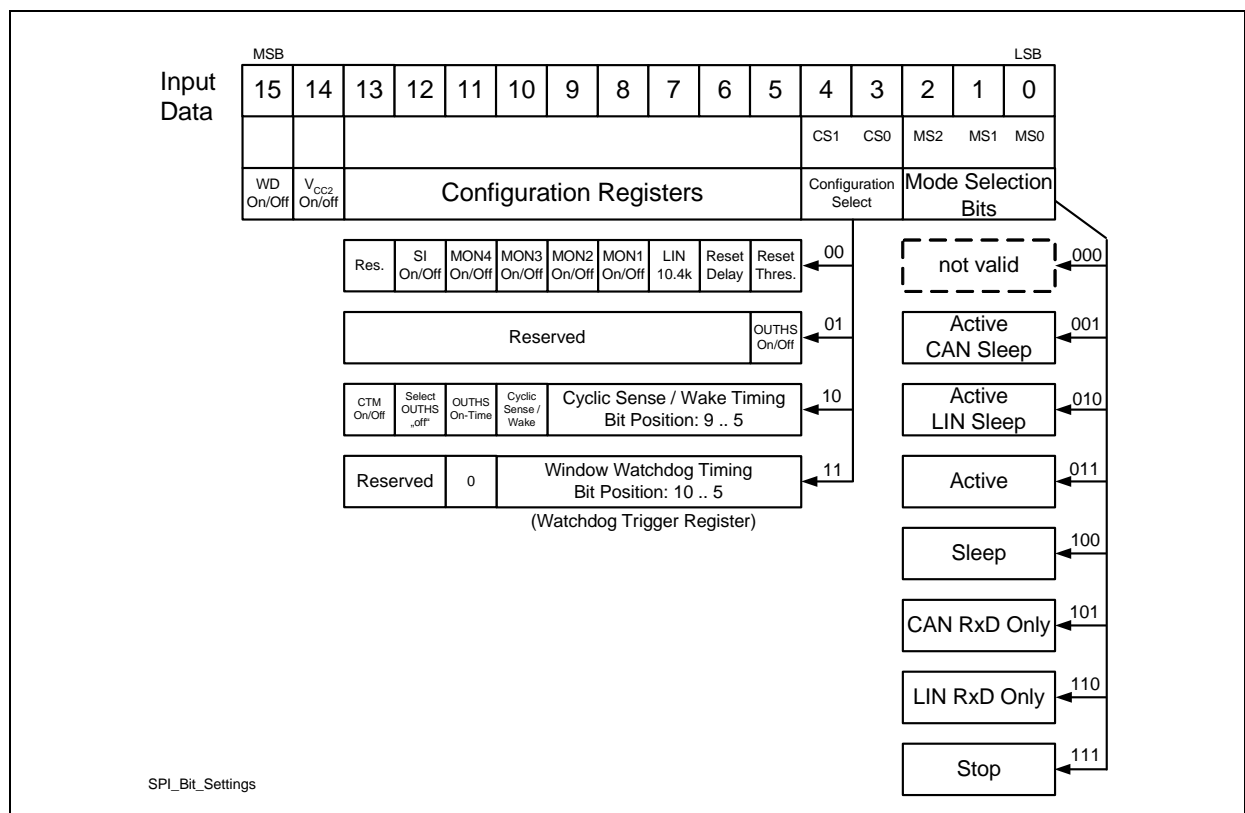 MSB LSB
Input Data 15 14 13 12 11 10 9 8 7 6 5 4 3 2 1 0
CS1 CS0 MS2 MS1 MS0
WD On/Off VCC2 On/off Configuration Registers Configuration Select Mode Selection Bits
Res. SI On/Off MON4 On/Off MON3 On/Off MON2 On/Off MON1 On/Off LIN 10.4k Reset Delay Reset Thres. 00
not valid 000
Reserved OUTHS On/Off 01
Active CAN Sleep 001
CTM On/Off Select OUTHS „off“ OUTHS On-Time Cyclic Sense / Wake Cyclic Sense / Wake Timing Bit Position: 9 .. 5 10
Active LIN Sleep 010
Reserved 0 Window Watchdog Timing Bit Position: 10 .. 5 11
(Watchdog Trigger Register)
Active 011
Sleep 100
CAN RxD Only 101
LIN RxD Only 110
Stop 111
SPI_Bit_Settings